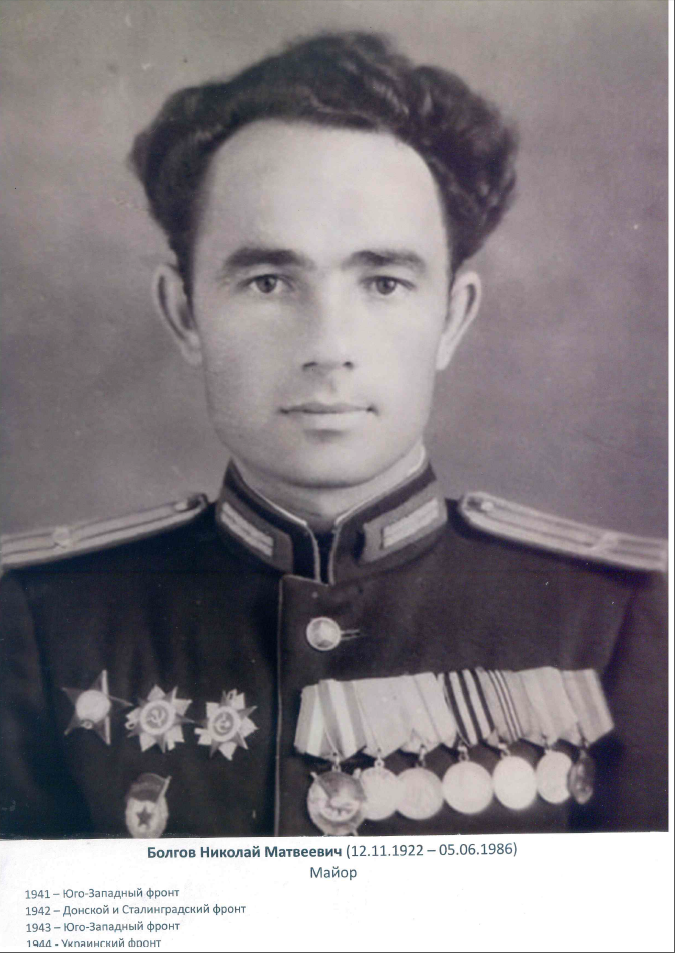 Болгов Николай Матвеевич (12.11.1922 – 05.06.1986)
Майор
1941 – Юго-Западный фронт
1942 – Донской и Сталинградский фронт
1943 – Юго-Западный фронт
1944 - Украинский фронт